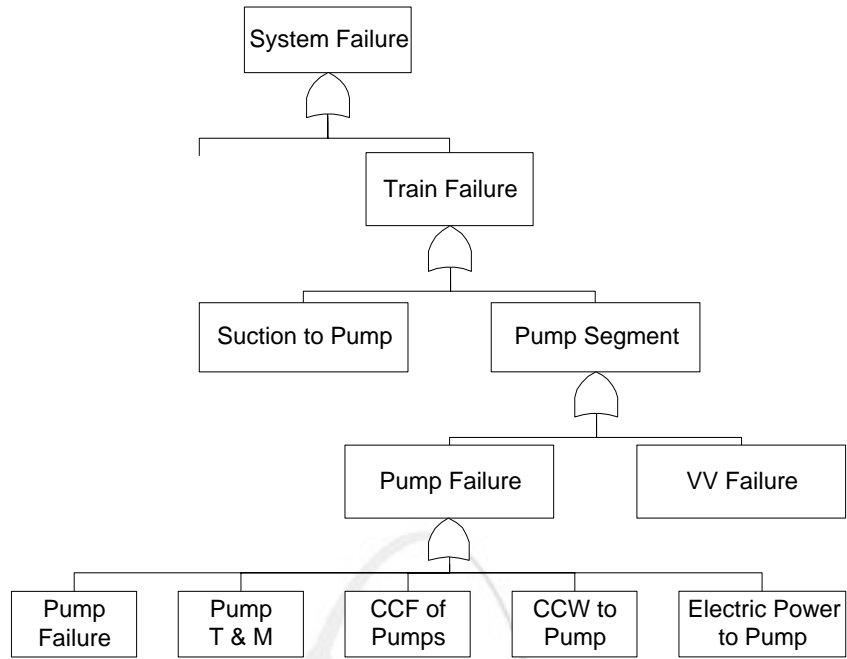 System Failure
Train Failure
Suction to Pump
Pump Segment
Pump Failure
VV Failure
Pump
Failure
Pump
T & M
CCF of
Pumps
CCW to
Pump
Electric Power
to Pump